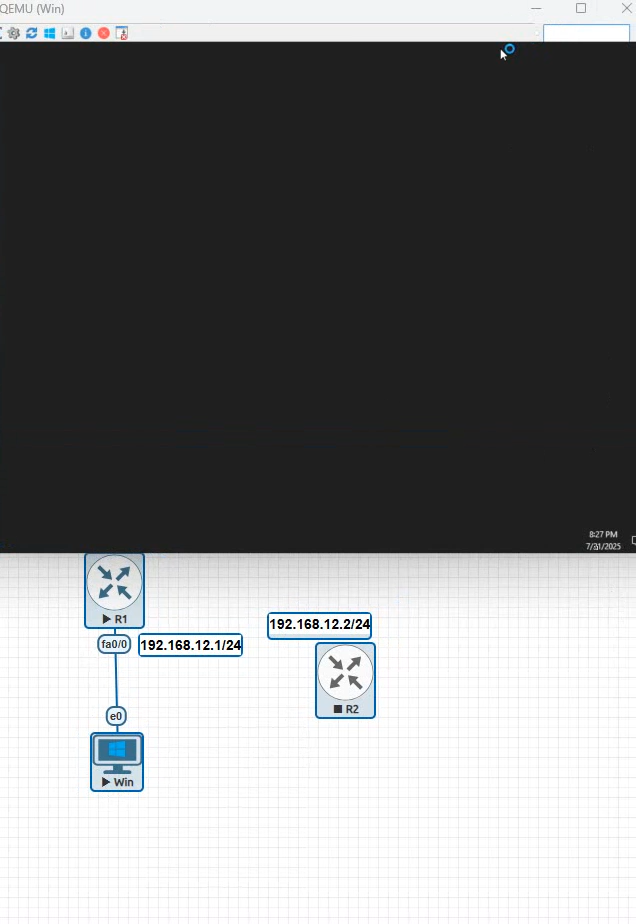 QEMU (Win)
8:27 PM
7/31/2025
R1
fa0/0
192.168.12.1/24
192.168.12.2/24
R2
e0
Win